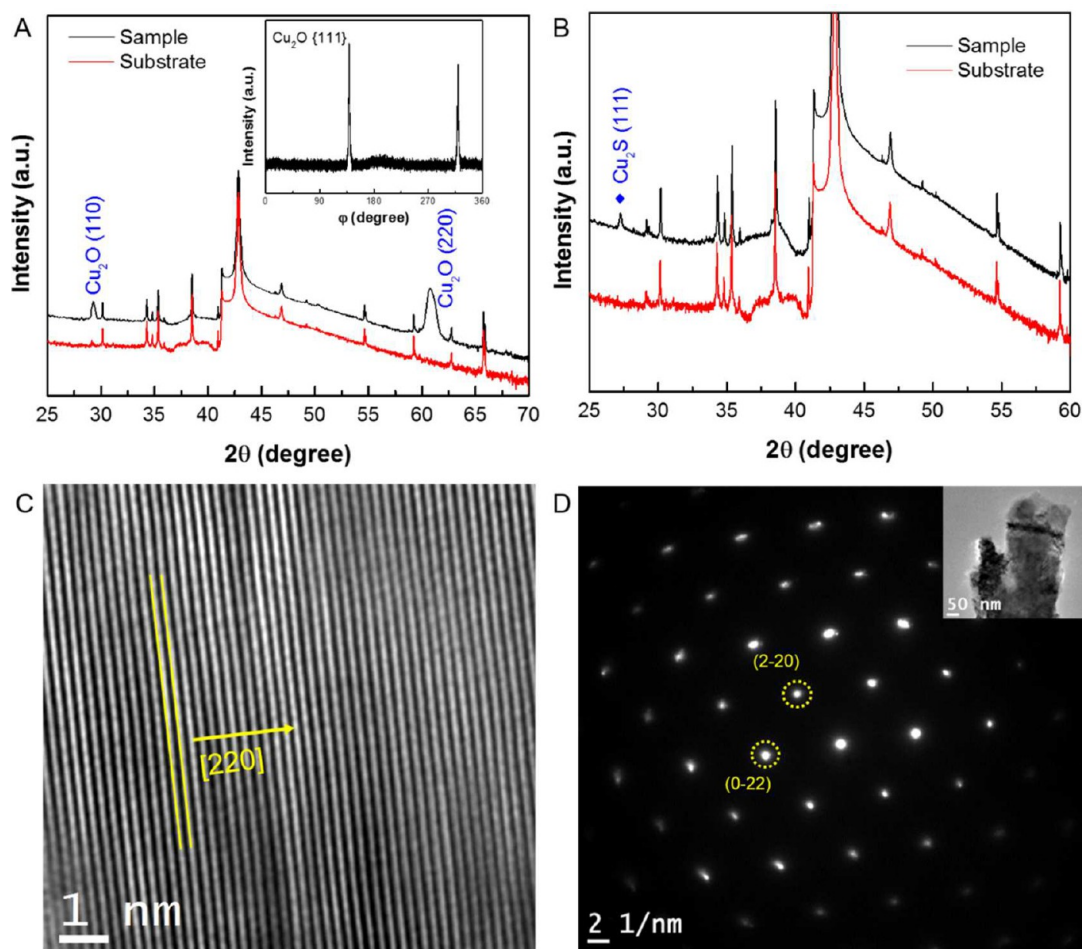 A
Sample
Substrate
Cu₂O (110)
Cu₂O (220)
Intensity (a.u.)
25 30 35 40 45 50 55 60 65 70
2θ (degree)
Cu₂O {111}
Intensity (a.u.)
0 90 180 270 360
φ (degree)
B
Sample
Substrate
Cu₂S (111)
Intensity (a.u.)
25 30 35 40 45 50 55 60
2θ (degree)
C
[220]
1 nm
D
50 nm
(2-20)
(0-22)
2 1/nm